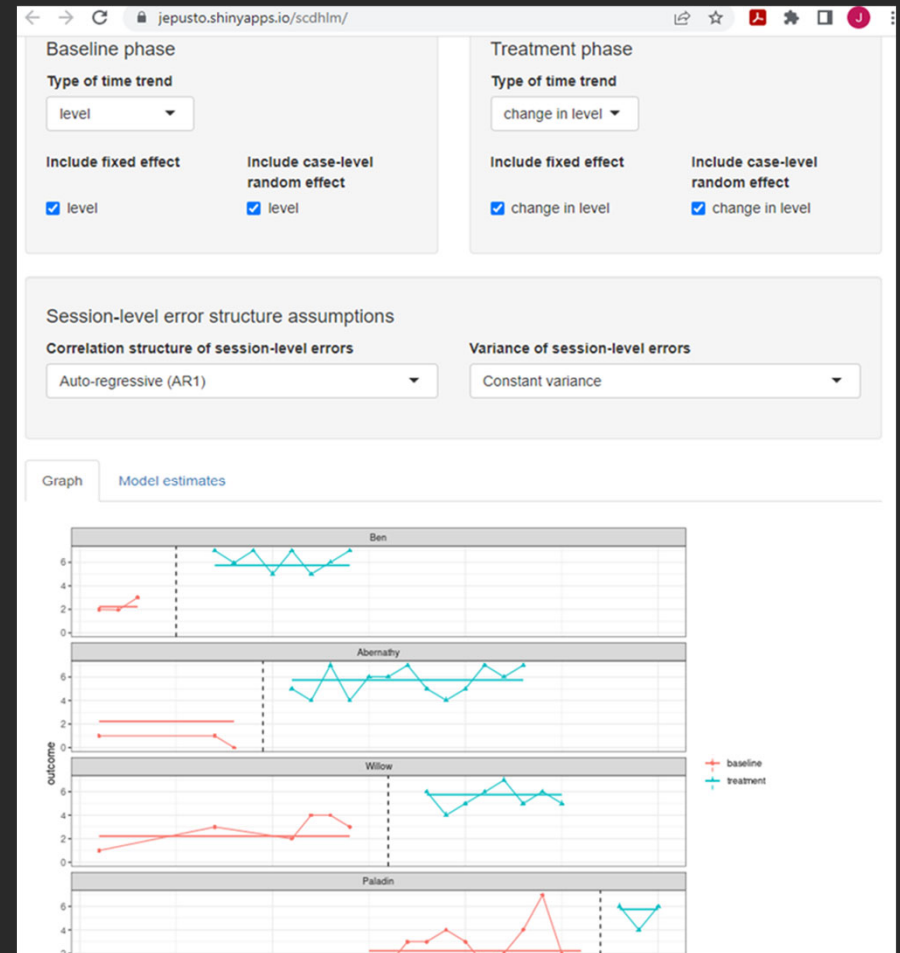 jepusto.shinyapps.io/scdhlm/
J
Baseline phase
Type of time trend
level
Include fixed effect
Include case-level random effect
level
level
Treatment phase
Type of time trend
change in level
Include fixed effect
Include case-level random effect
change in level
change in level
Session-level error structure assumptions
Correlation structure of session-level errors
Auto-regressive (AR1)
Variance of session-level errors
Constant variance
Graph
Model estimates
Ben
6
4
2
0
Abernathy
6
4
2
0
Willow
6
4
2
0
Paladin
6
4
outcome
baseline
treatment